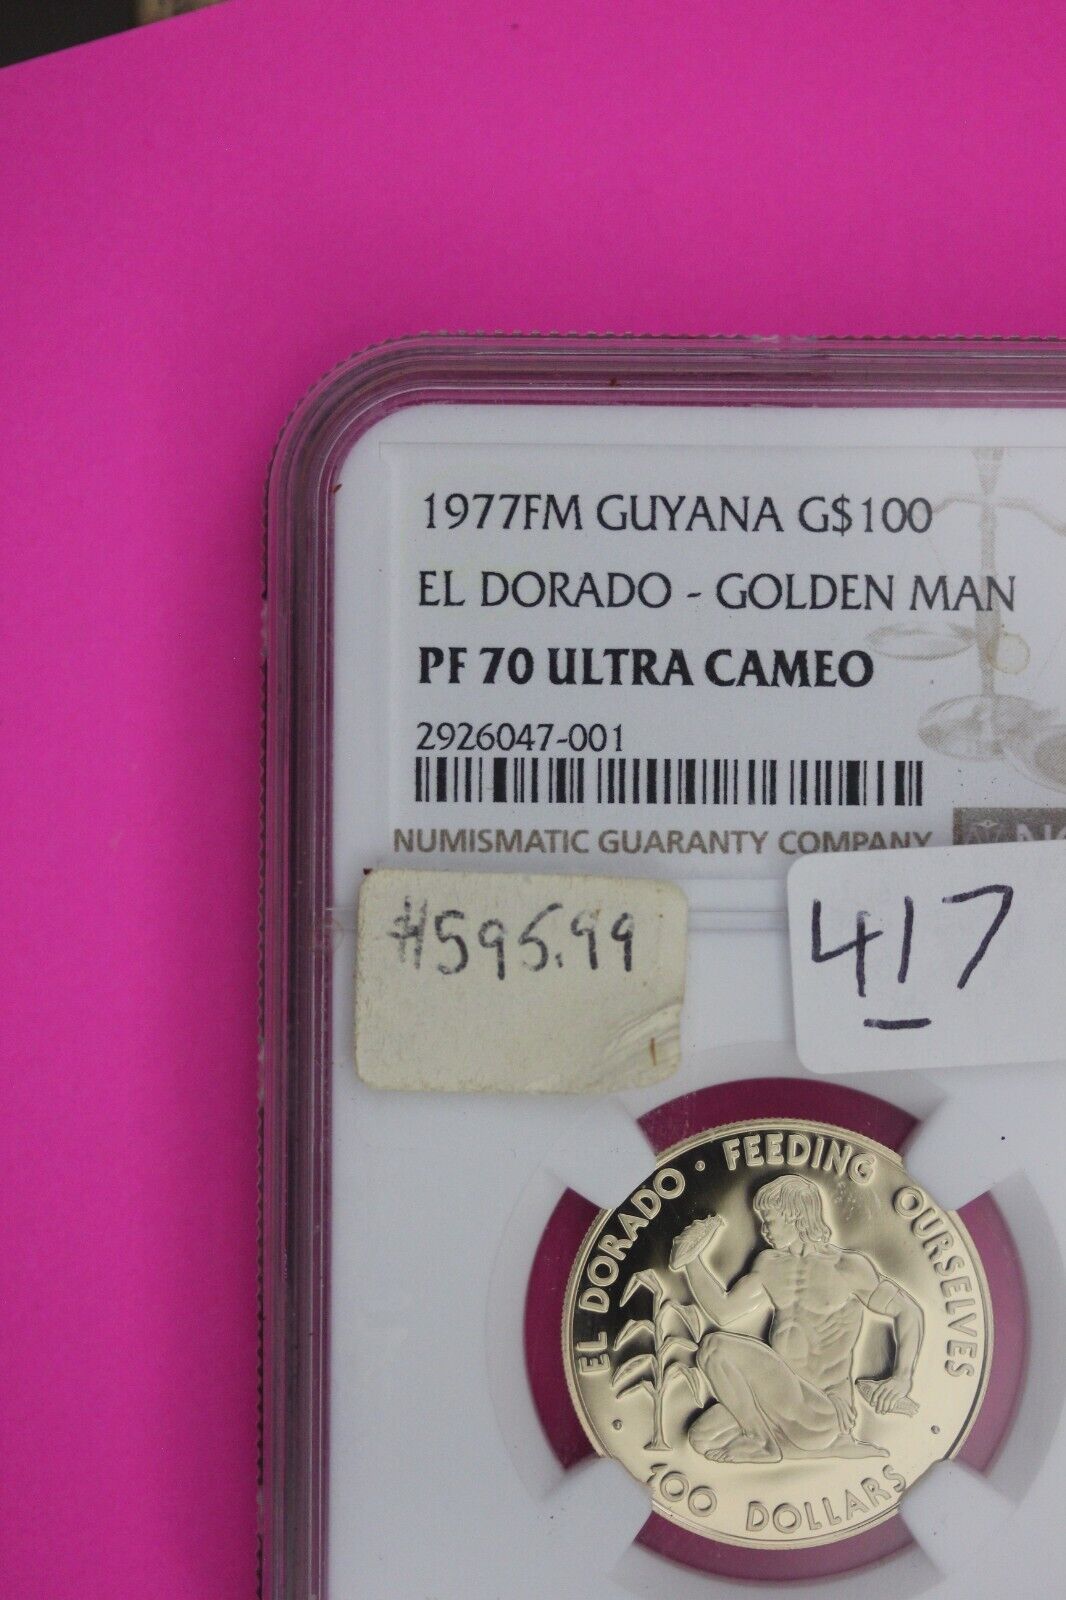 1977FM GUYANA G$100
EL DORADO - GOLDEN MAN
PF 70 ULTRA CAMEO
2926047-001
NUMISMATIC GUARANTY COMPANY
#595.99
417
EL DORADO · FEEDING OURSELVES
· 100 DOLLARS ·